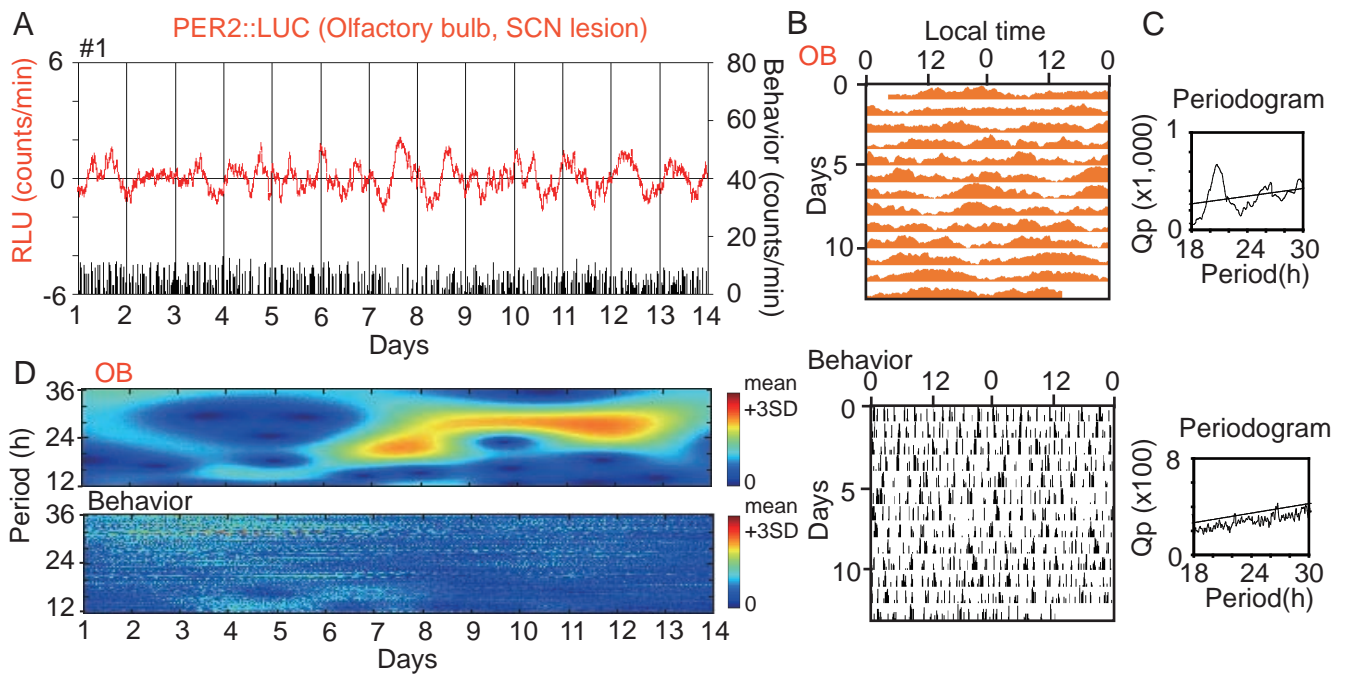 A
PER2::LUC (Olfactory bulb, SCN lesion)
#1
RLU (counts/min)
6
0
-6
80
60
40
20
0
Behavior (counts/min)
1 2 3 4 5 6 7 8 9 10 11 12 13 14
Days
B
Local time
OB
0 12 0 12 0
Days
0
5
10
Behavior
0 12 0 12 0
Days
0
5
10
C
Periodogram
Qp (x1,000)
1
0
18 24 30
Period(h)
Periodogram
Qp (x100)
8
0
18 24 30
Period(h)
D
OB
Period (h)
36
24
12
mean
+3SD
0
Behavior
36
24
12
mean
+3SD
0
1 2 3 4 5 6 7 8 9 10 11 12 13 14
Days